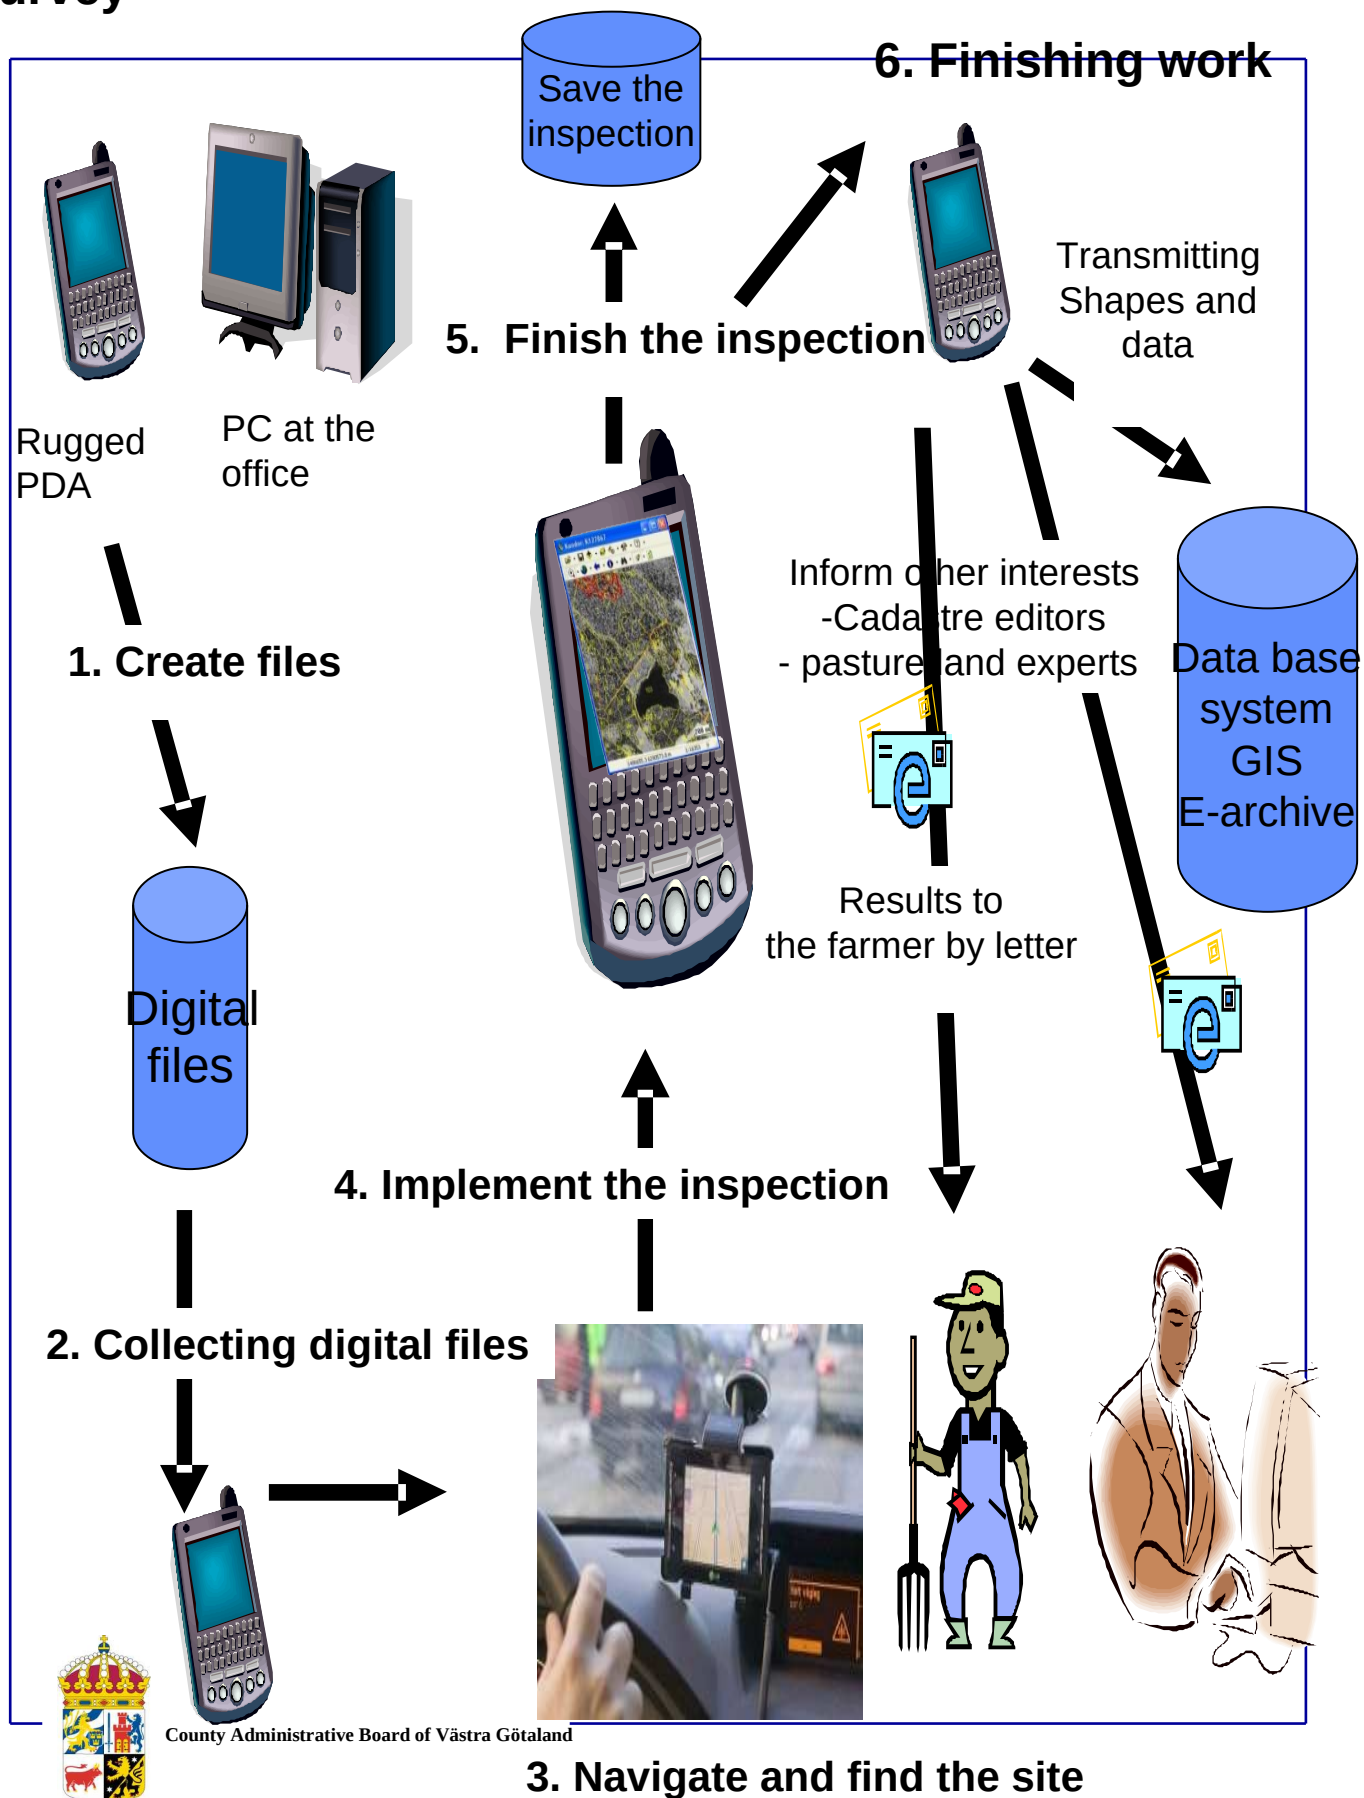 6. Finishing work
Save the
inspection
Transmitting
Shapes and
data
5. Finish the inspection
Rugged
PDA
PC at the
office
Inform other interests
-Cadastre editors
- pasture land experts
1. Create files
Data base
system
GIS
E-archive
Results to
the farmer by letter
Digital
files
4. Implement the inspection
2. Collecting digital files
County Administrative Board of Västra Götaland
3. Navigate and find the site